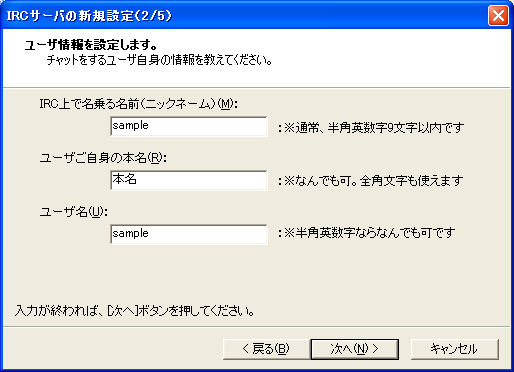 IRCサーバの新規設定(2/5)
ユーザ情報を設定します。
チャットをするユーザ自身の情報を教えてください。
IRC上で名乗る名前(ニックネーム)(M):
sample
:※通常、半角英数字9文字以内です
ユーザご自身の本名(R):
本名
:※なんでも可。全角文字も使えます
ユーザ名(U):
sample
:※半角英数字ならなんでも可です
入力が終われば、[次へ]ボタンを押してください。
< 戻る(B)
次へ(N) >
キャンセル